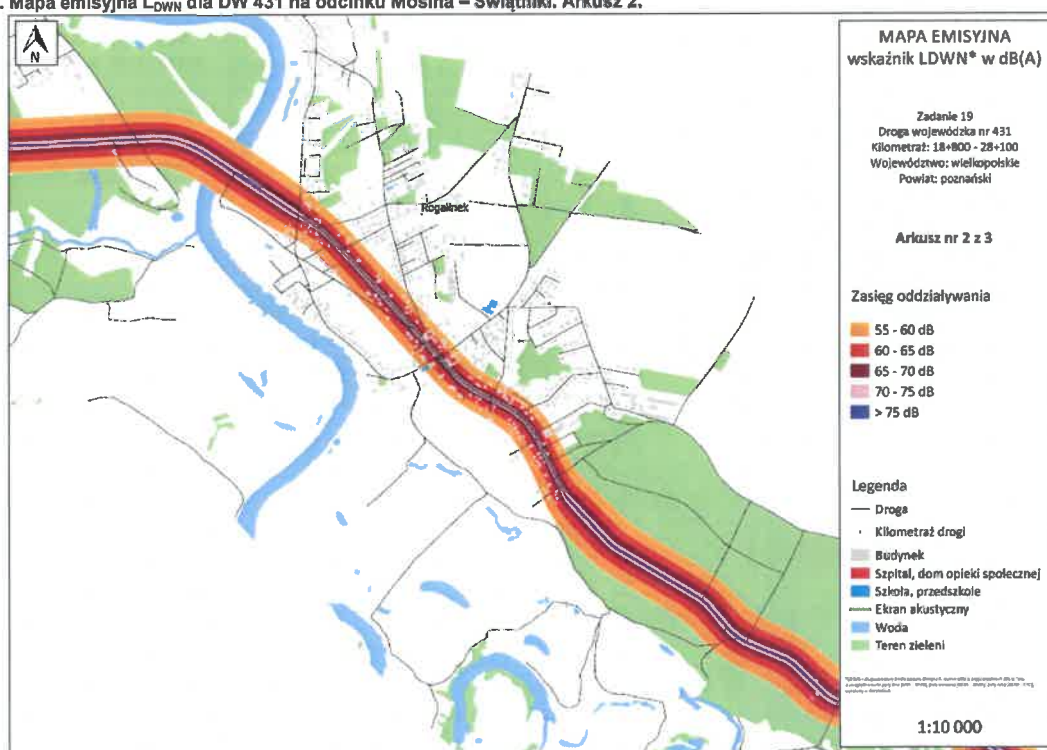 . Mapa emisyjna LDWN dla DW 431 na odcinku Mosina – Świątniki. Arkusz 2.
N
Rogalinek
MAPA EMISYJNA
wskaźnik LDWN* w dB(A)
Zadanie 19
Droga wojewódzka nr 431
Kilometraż: 18+800 - 28+100
Województwo: wielkopolskie
Powiat: poznański
Arkusz nr 2 z 3
Zasięg oddziaływania
55 - 60 dB
60 - 65 dB
65 - 70 dB
70 - 75 dB
> 75 dB
Legenda
Droga
Kilometraż drogi
Budynek
Szpital, dom opieki społecznej
Szkoła, przedszkole
Ekran akustyczny
Woda
Teren zieleni
1:10 000